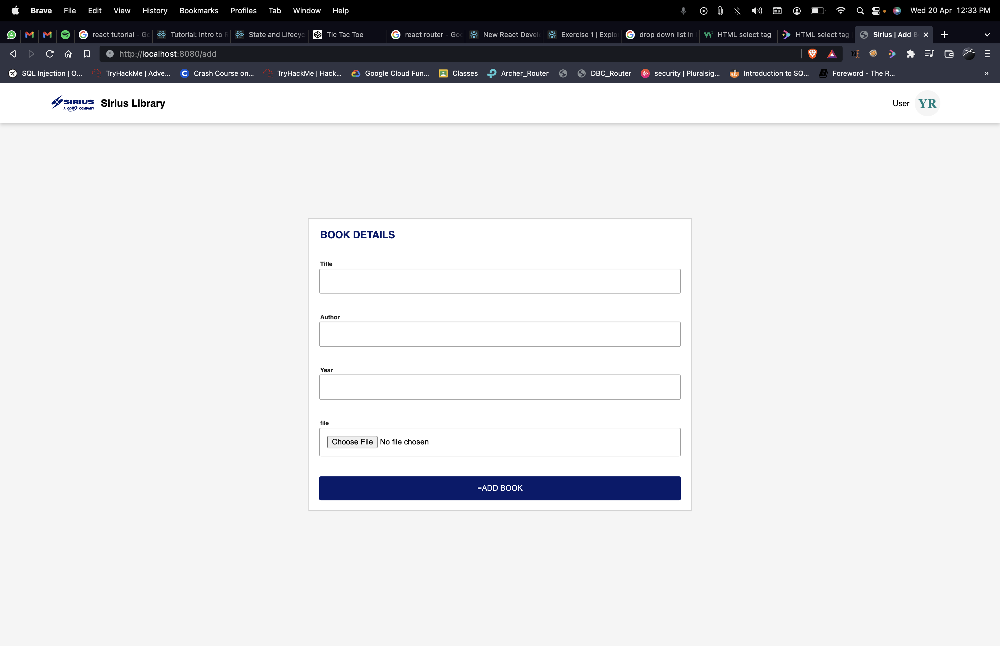 Brave File Edit View History Bookmarks Profiles Tab Window Help Wed 20 Apr 12:33 PM
4 react tutorial - Go Tutorial: Intro to R State and Lifecyc Tic Tac Toe react router - Goo New React Devel Exercise 1 | Explo drop down list in HTML select tag HTML select tag Sirius | Add B
http://localhost:8080/add
SQL Injection | O... TryHackMe | Adve... Crash Course on... TryHackMe | Hack... Google Cloud Fun... Classes Archer_Router DBC_Router security | Pluralsig... Introduction to SQ... Foreword - The R... »
SIRIUS Sirius Library User YR
A CDW COMPANY
BOOK DETAILS
Title
Author
Year
file
Choose File No file chosen
=ADD BOOK